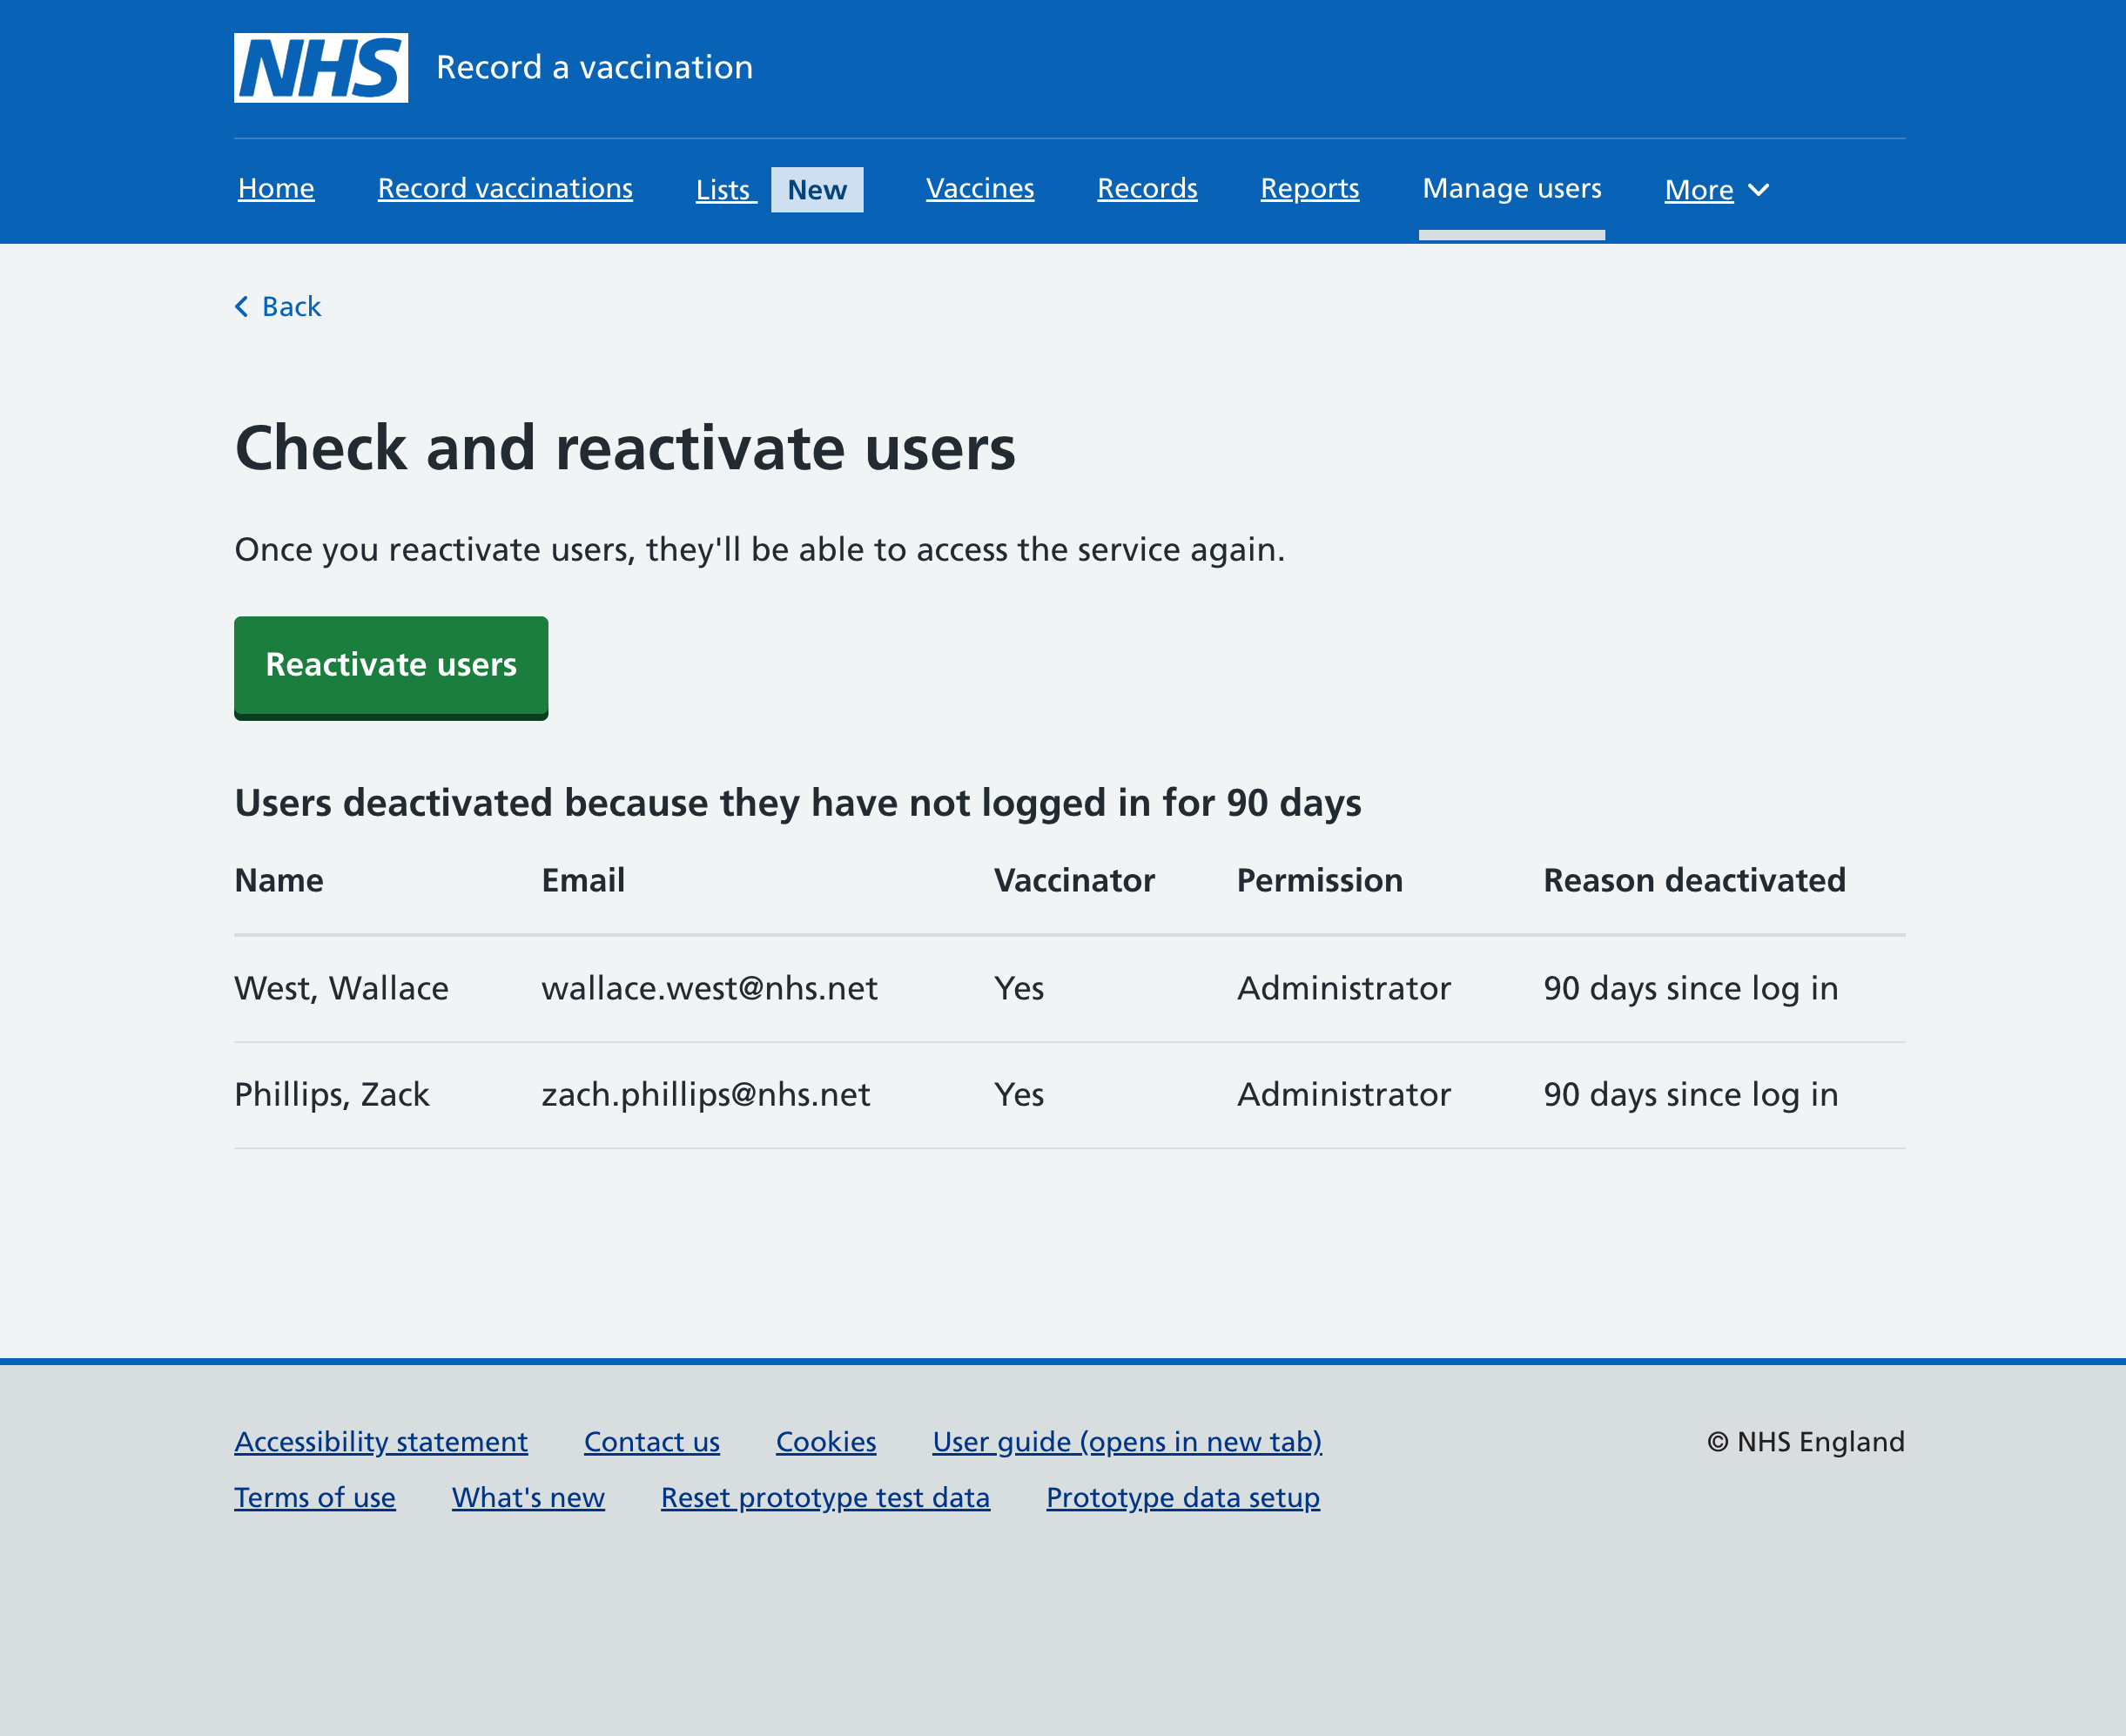 NHS Record a vaccination
Home Record vaccinations Lists New Vaccines Records Reports Manage users More
Back
Check and reactivate users
Once you reactivate users, they'll be able to access the service again.
Reactivate users
Users deactivated because they have not logged in for 90 days
Name Email Vaccinator Permission Reason deactivated
West, Wallace wallace.west@nhs.net Yes Administrator 90 days since log in
Phillips, Zack zach.phillips@nhs.net Yes Administrator 90 days since log in
Accessibility statement Contact us Cookies User guide (opens in new tab) © NHS England
Terms of use What's new Reset prototype test data Prototype data setup